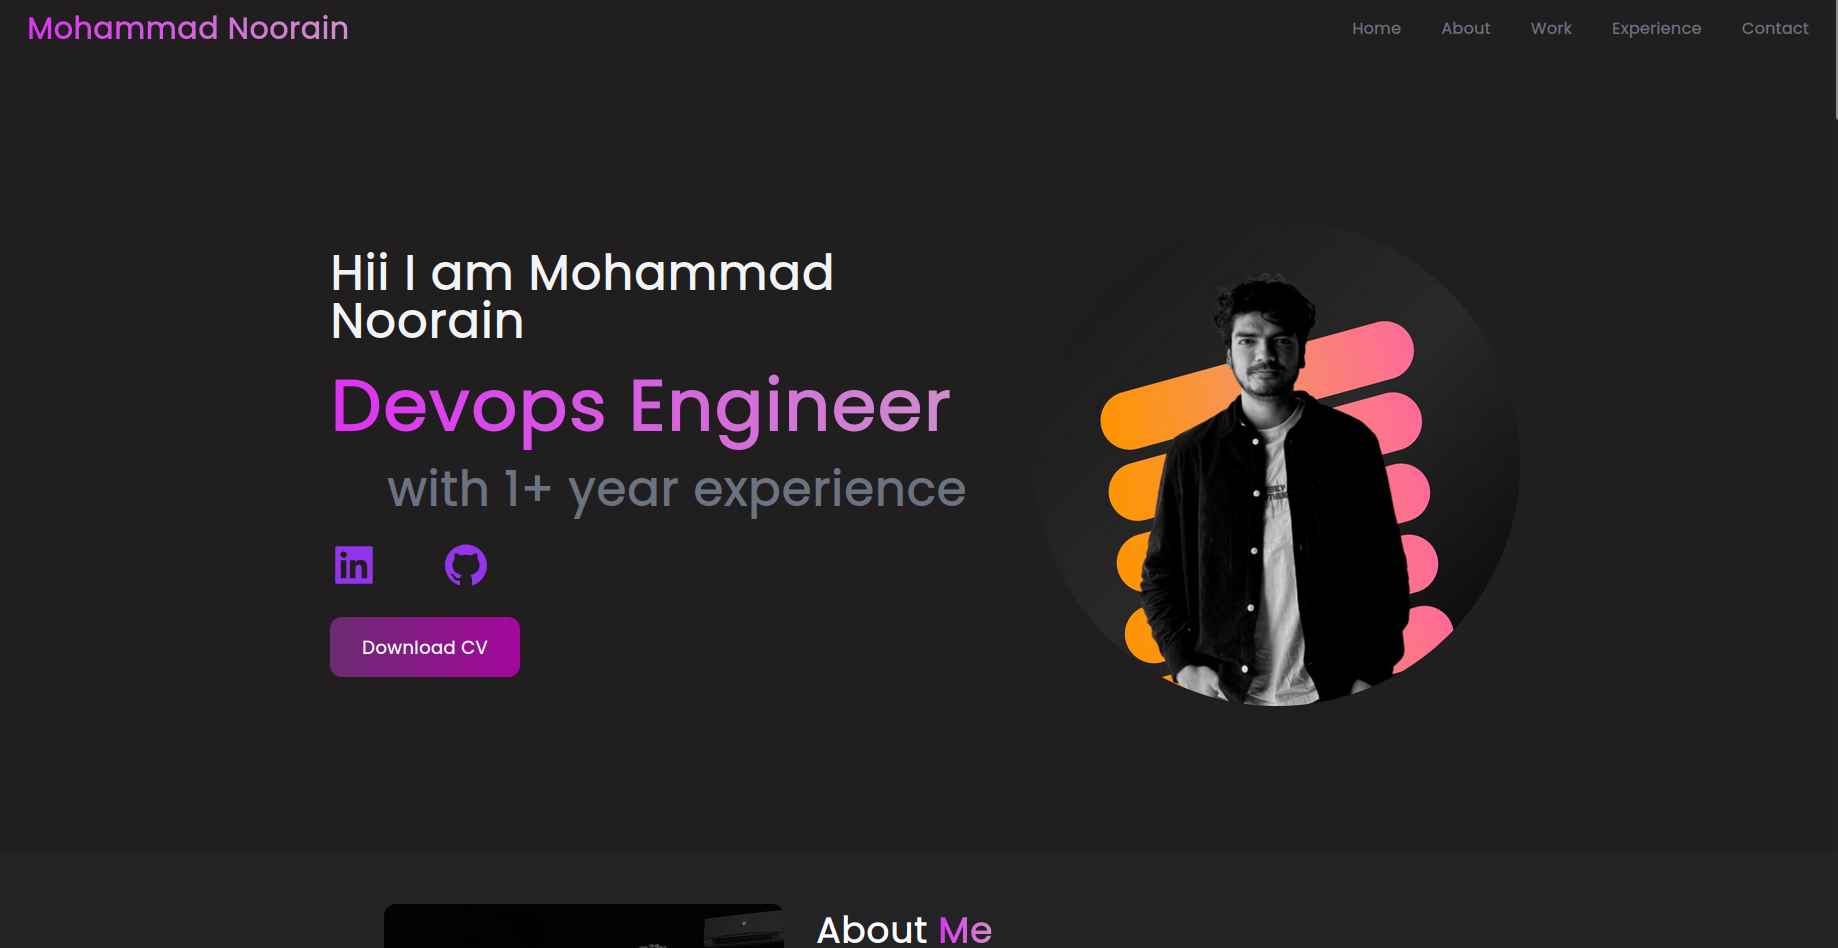 Mohammad Noorain
Home
About
Work
Experience
Contact
Hii I am Mohammad
Noorain
Devops Engineer
with 1+ year experience
in
Download CV
About Me